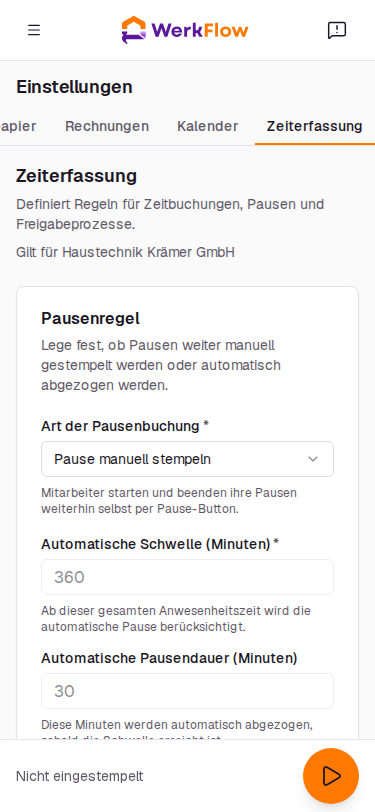 WerkFlow
Einstellungen
apier Rechnungen Kalender Zeiterfassung
Zeiterfassung
Definiert Regeln für Zeitbuchungen, Pausen und
Freigabeprozesse.
Gilt für Haustechnik Krämer GmbH
Pausenregel
Lege fest, ob Pausen weiter manuell
gestempelt werden oder automatisch
abgezogen werden.
Art der Pausenbuchung *
Pause manuell stempeln
Mitarbeiter starten und beenden ihre Pausen
weiterhin selbst per Pause-Button.
Automatische Schwelle (Minuten) *
360
Ab dieser gesamten Anwesenheitszeit wird die
automatische Pause berücksichtigt.
Automatische Pausendauer (Minuten)
30
Diese Minuten werden automatisch abgezogen,
Nicht eingestempelt